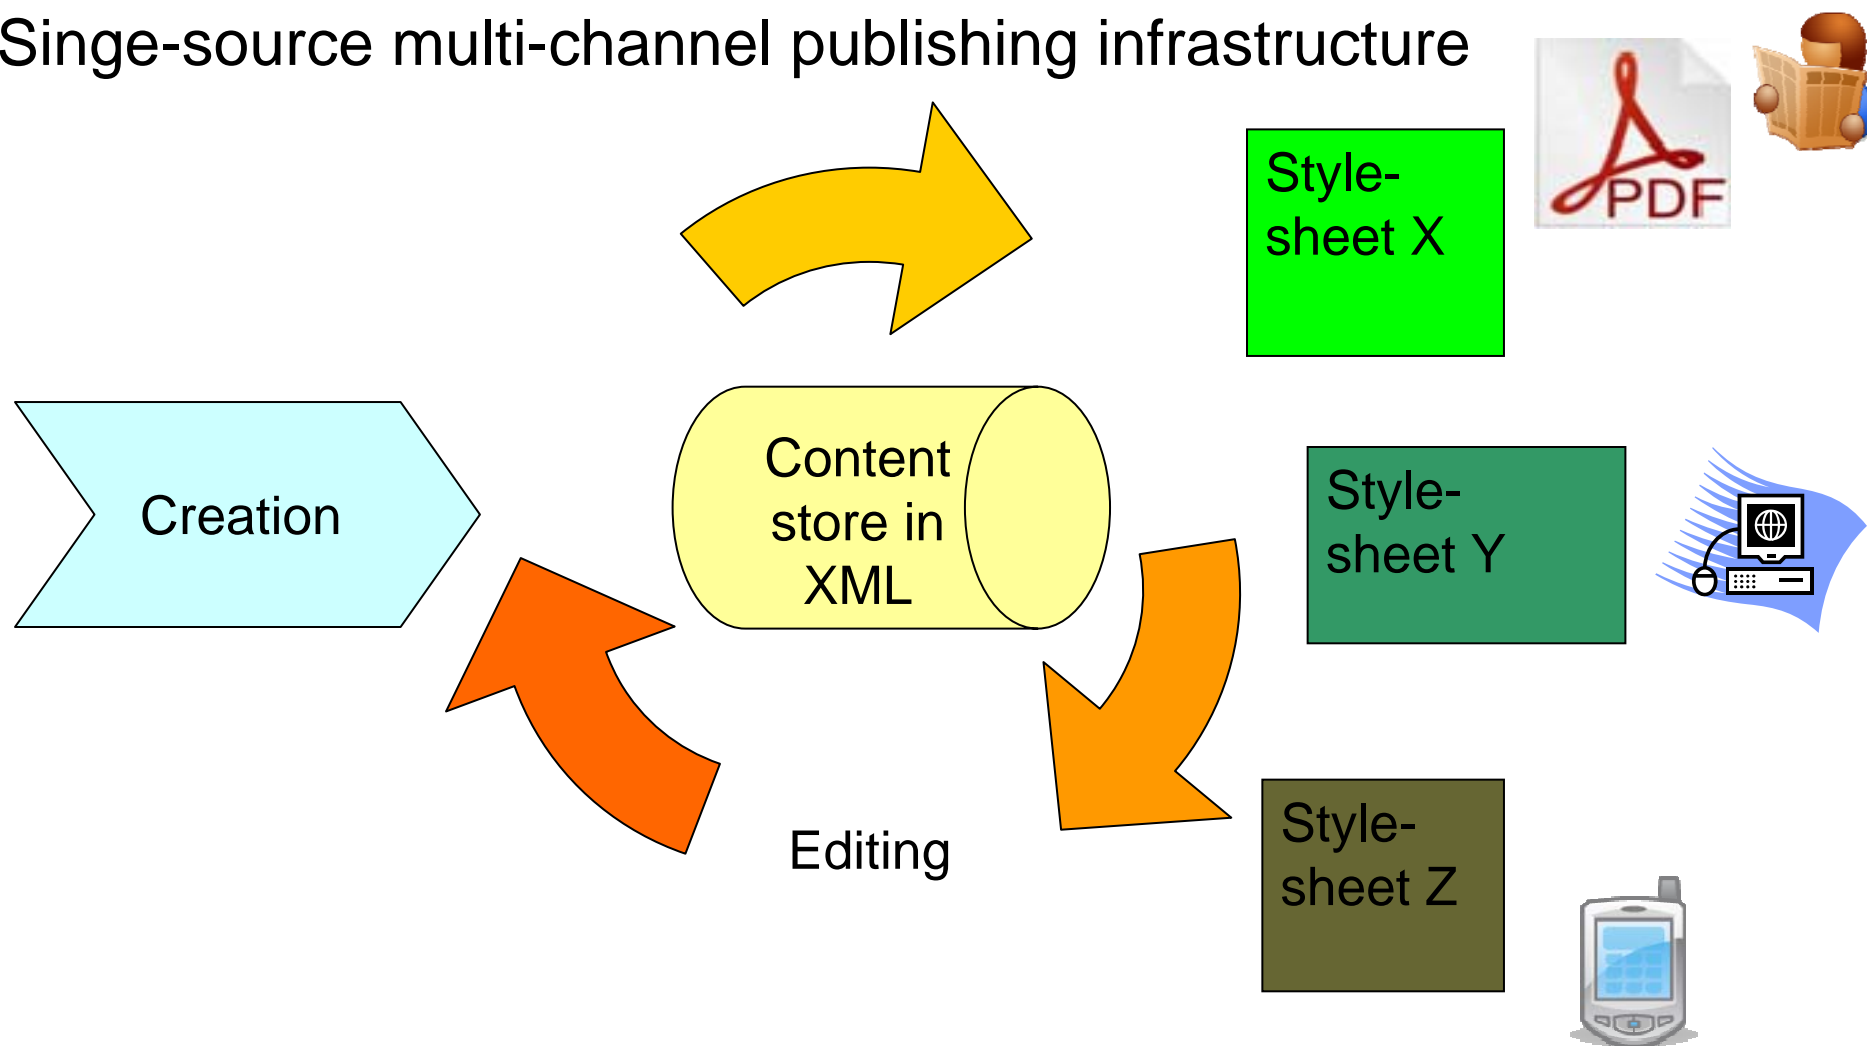 Singe-source multi-channel publishing infrastructure
PDF
Style-
sheet X
Creation
Content
store in
XML
Style-
sheet Y
Editing
Style-
sheet Z